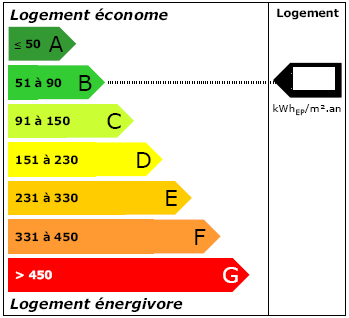 Logement économe
Logement
≤ 50 A
51 à 90 B
kWhEP/m².an
91 à 150 C
151 à 230 D
231 à 330 E
331 à 450 F
> 450 G
Logement énergivore